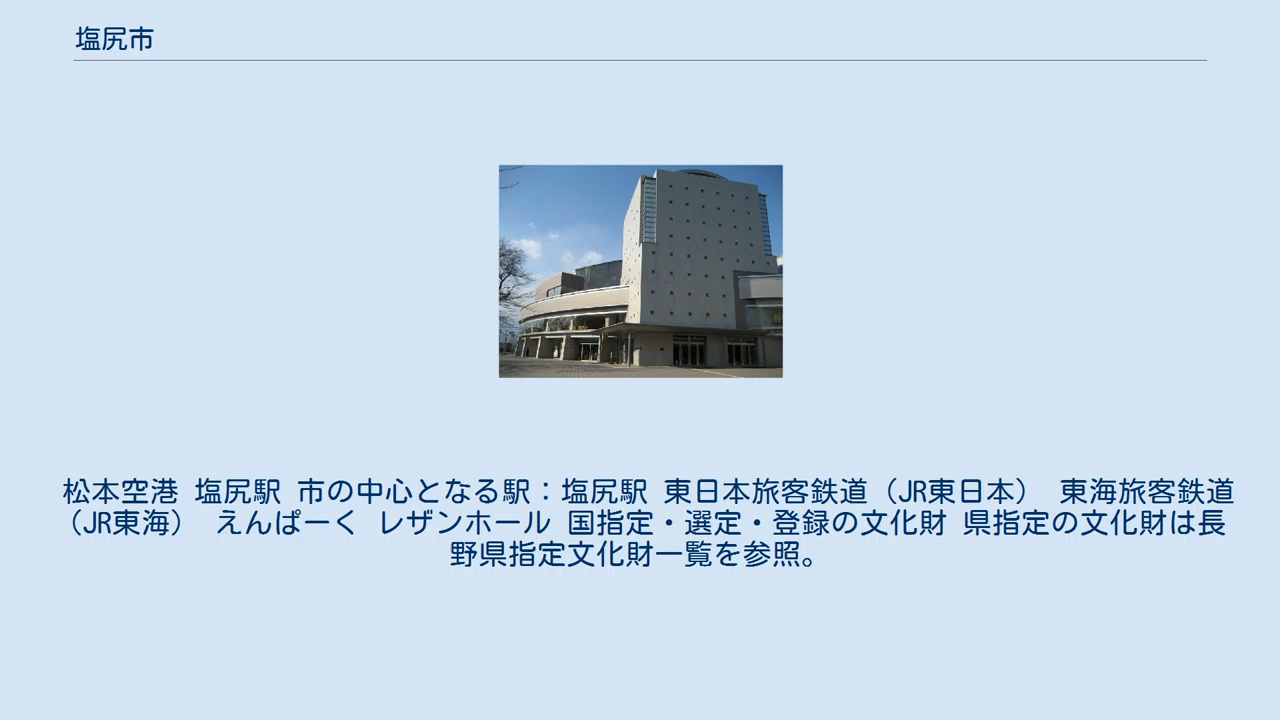 塩尻市
松本空港 塩尻駅 市の中心となる駅：塩尻駅 東日本旅客鉄道（JR東日本） 東海旅客鉄道
（JR東海） えんぱーく レザンホール 国指定・選定・登録の文化財 県指定の文化財は長
野県指定文化財一覧を参照。